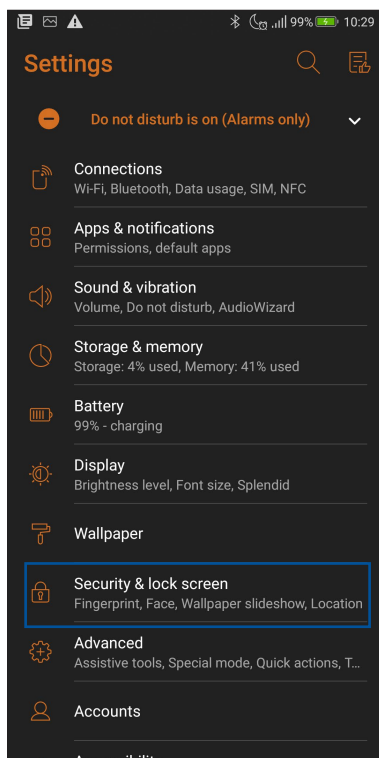 99% 10:29
Settings
Do not disturb is on (Alarms only)
Connections
Wi-Fi, Bluetooth, Data usage, SIM, NFC
Apps & notifications
Permissions, default apps
Sound & vibration
Volume, Do not disturb, AudioWizard
Storage & memory
Storage: 4% used, Memory: 41% used
Battery
99% - charging
Display
Brightness level, Font size, Splendid
Wallpaper
Security & lock screen
Fingerprint, Face, Wallpaper slideshow, Location
Advanced
Assistive tools, Special mode, Quick actions, T...
Accounts